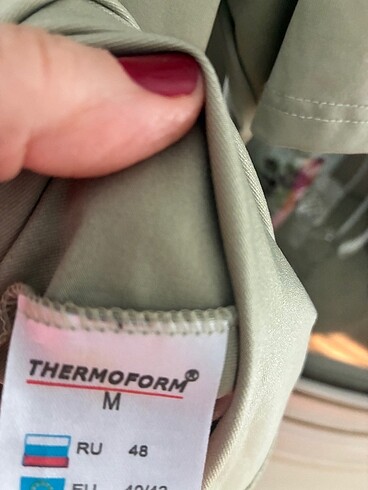 THERMOFORM®
M
RU 48
EU 40/42